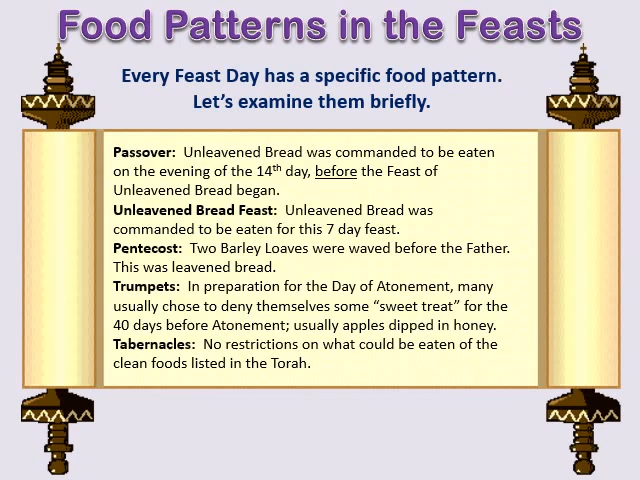 Food Patterns in the Feasts
Every Feast Day has a specific food pattern.
Let's examine them briefly.
Passover: Unleavened Bread was commanded to be eaten
on the evening of the 14th day, before the Feast of
Unleavened Bread began.
Unleavened Bread Feast: Unleavened Bread was
commanded to be eaten for this 7 day feast.
Pentecost: Two Barley Loaves were waved before the Father.
This was leavened bread.
Trumpets: In preparation for the Day of Atonement, many
usually chose to deny themselves some “sweet treat” for the
40 days before Atonement; usually apples dipped in honey.
Tabernacles: No restrictions on what could be eaten of the
clean foods listed in the Torah.